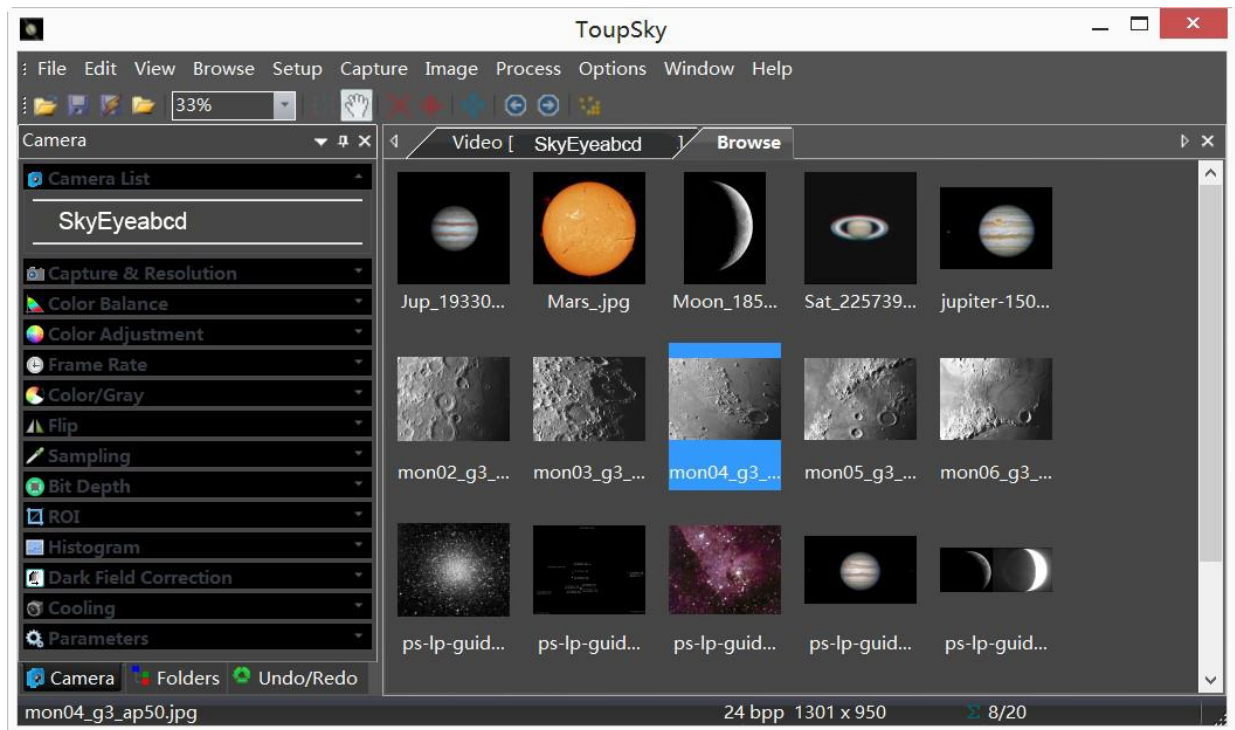 ToupSky
File Edit View Browse Setup Capture Image Process Options Window Help
33%
Camera
Video [ SkyEyeabcd ] Browse
Camera List
SkyEyeabcd
Capture & Resolution
Color Balance
Color Adjustment
Frame Rate
Color/Gray
Flip
Sampling
Bit Depth
ROI
Histogram
Dark Field Correction
Cooling
Parameters
Jup_19330... Mars_.jpg Moon_185... Sat_225739... jupiter-150...
mon02_g3_... mon03_g3_... mon04_g3_... mon05_g3_... mon06_g3_...
ps-lp-guid... ps-lp-guid... ps-lp-guid... ps-lp-guid... ps-lp-guid...
Camera Folders Undo/Redo
mon04_g3_ap50.jpg 24 bpp 1301 x 950 Σ 8/20